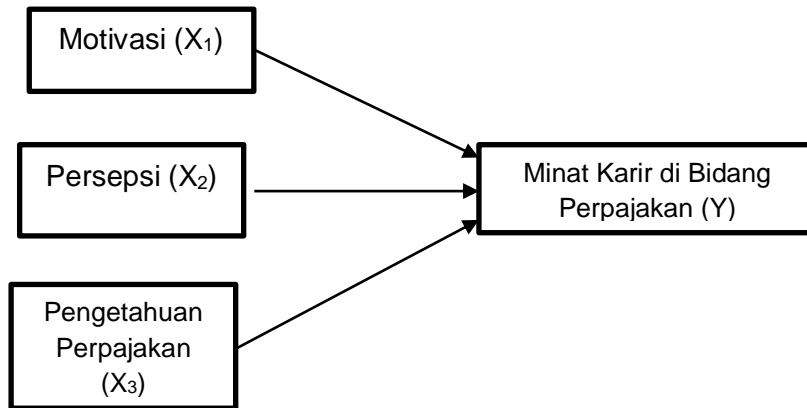 Motivasi (X₁)
Persepsi (X₂)
Minat Karir di Bidang
Perpajakan (Y)
Pengetahuan
Perpajakan
(X₃)